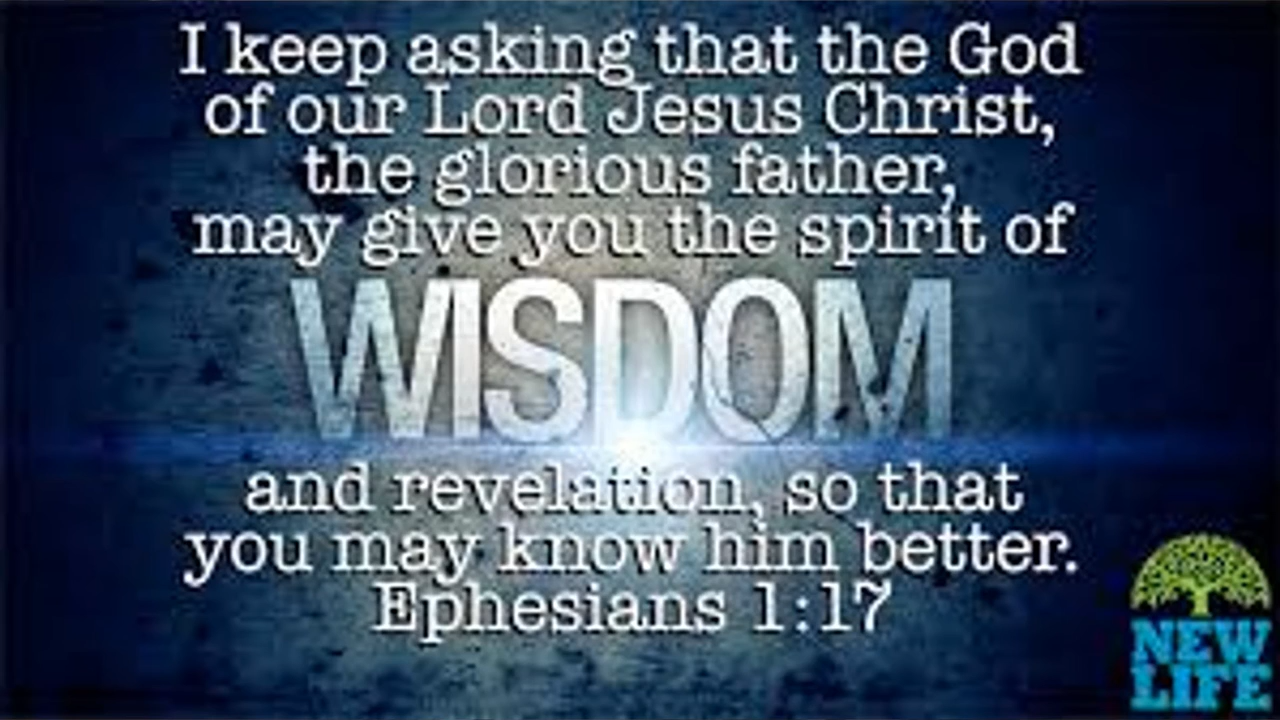 I keep asking that the God
of our Lord Jesus Christ,
the glorious father,
may give you the spirit of
WISDOM
and revelation, so that
you may know him better.
Ephesians 1:17
NEW
LIFE